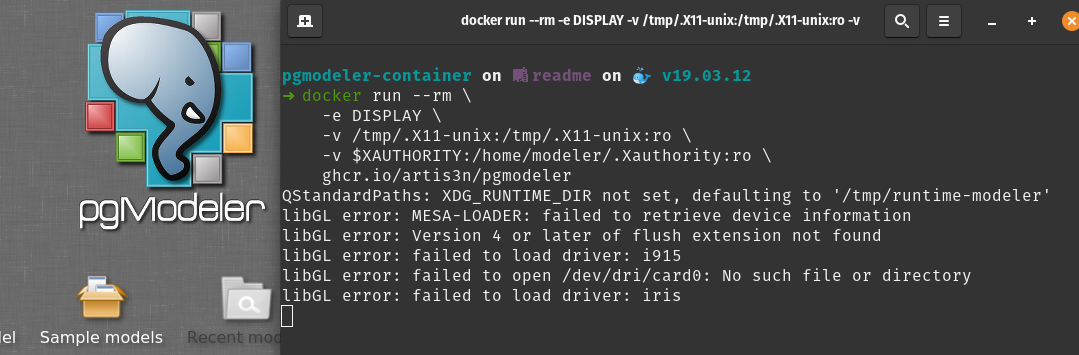 docker run --rm -e DISPLAY -v /tmp/.X11-unix:/tmp/.X11-unix:ro -v
pgmodeler-container on readme on 🐳 v19.03.12
➜ docker run --rm \
-e DISPLAY \
-v /tmp/.X11-unix:/tmp/.X11-unix:ro \
-v $XAUTHORITY:/home/modeler/.Xauthority:ro \
ghcr.io/artis3n/pgmodeler
QStandardPaths: XDG_RUNTIME_DIR not set, defaulting to '/tmp/runtime-modeler'
libGL error: MESA-LOADER: failed to retrieve device information
libGL error: Version 4 or later of flush extension not found
libGL error: failed to load driver: i915
libGL error: failed to open /dev/dri/card0: No such file or directory
libGL error: failed to load driver: iris
pgModeler
el
Sample models
Recent mod